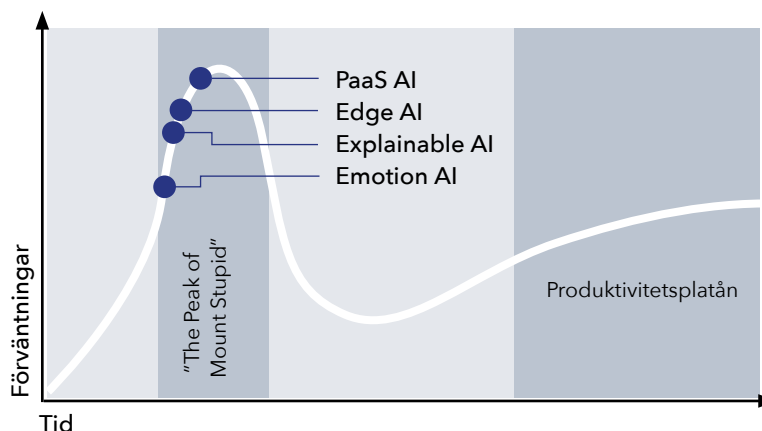 PaaS AI
Edge AI
Explainable AI
Emotion AI
Förväntningar
"The Peak of
Mount Stupid"
Produktivitetsplatån
Tid